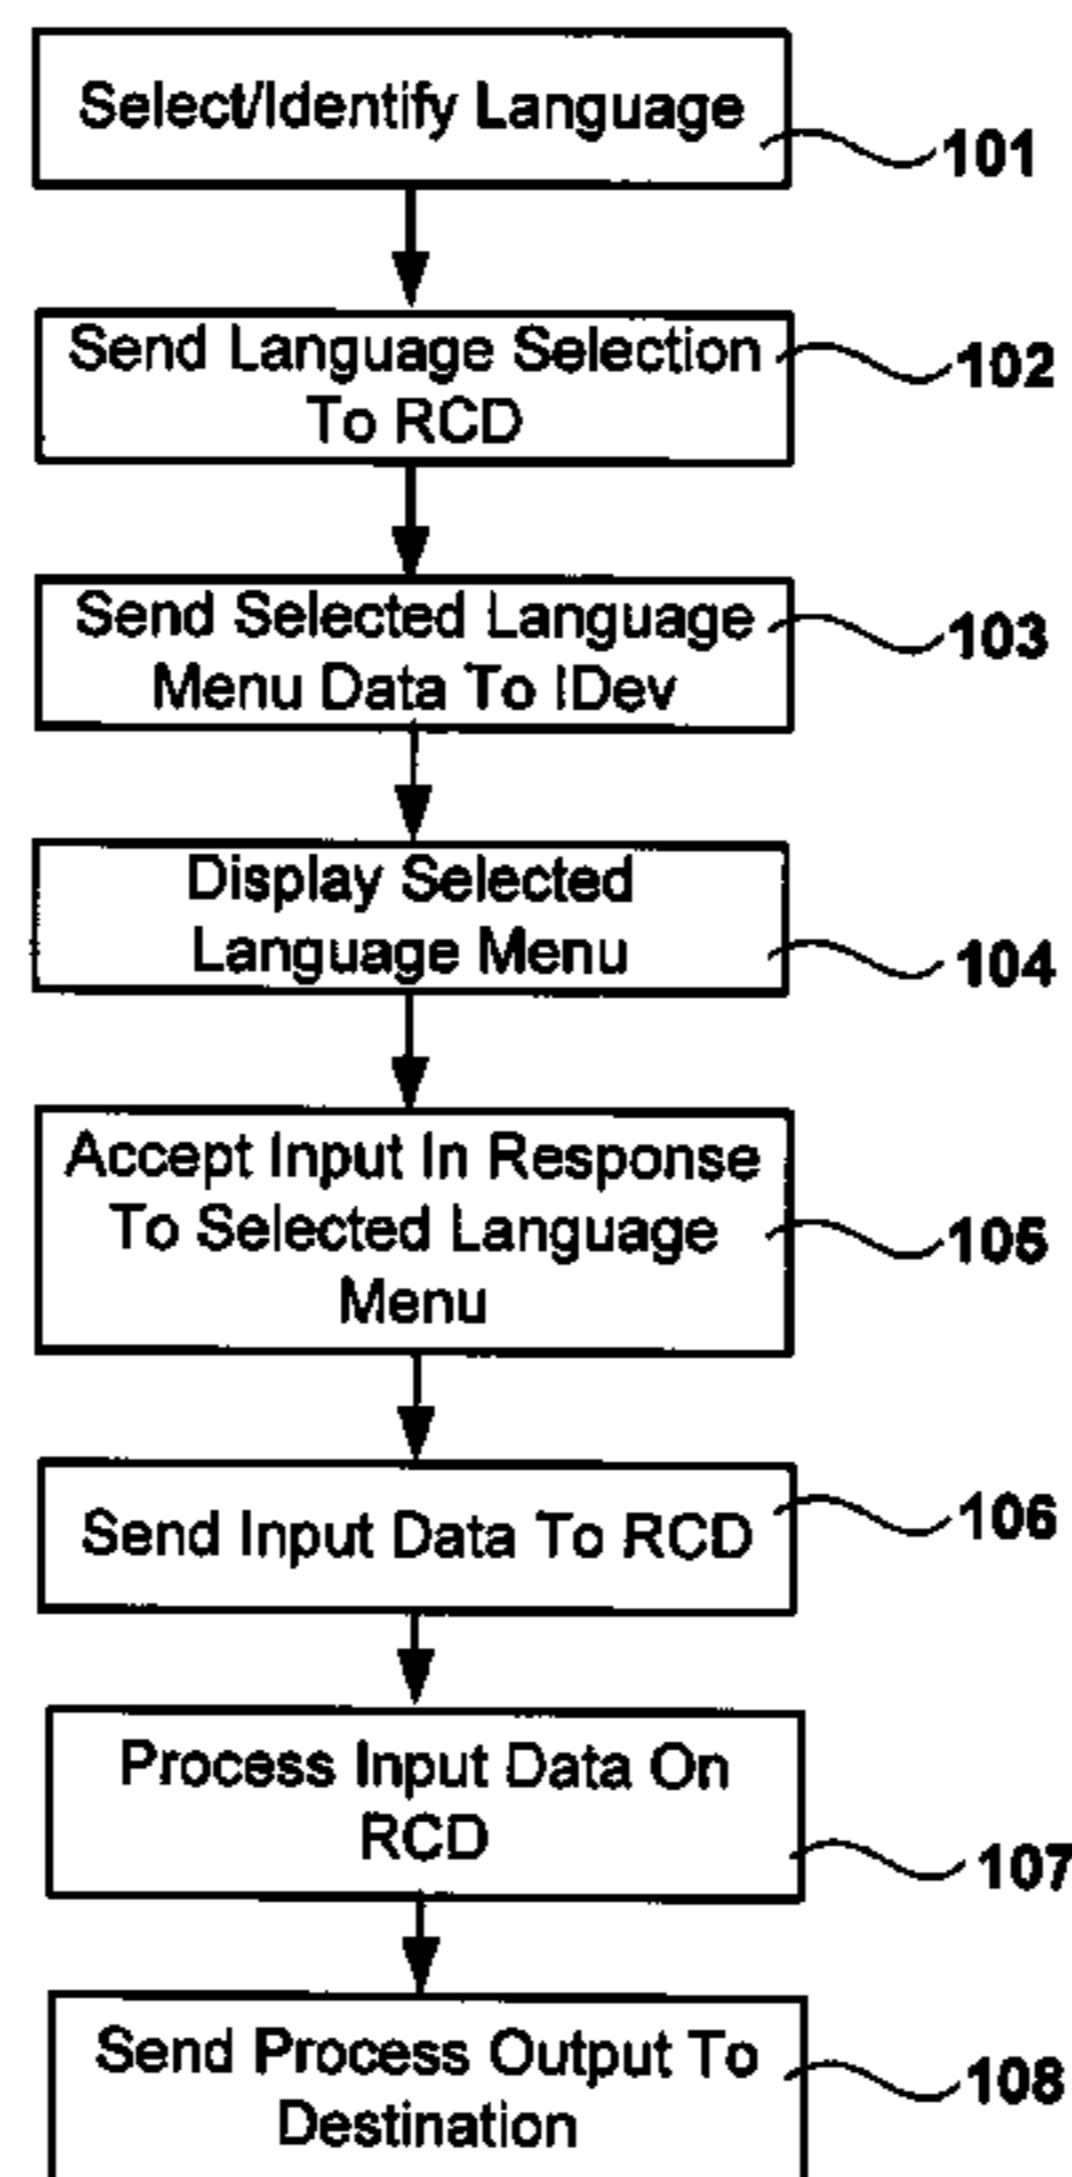 Select/Identify Language
101
Send Language Selection
To RCD
102
Send Selected Language
Menu Data To IDev
103
Display Selected
Language Menu
104
Accept Input In Response
To Selected Language
Menu
105
Send Input Data To RCD
106
Process Input Data On
RCD
107
Send Process Output To
Destination
108